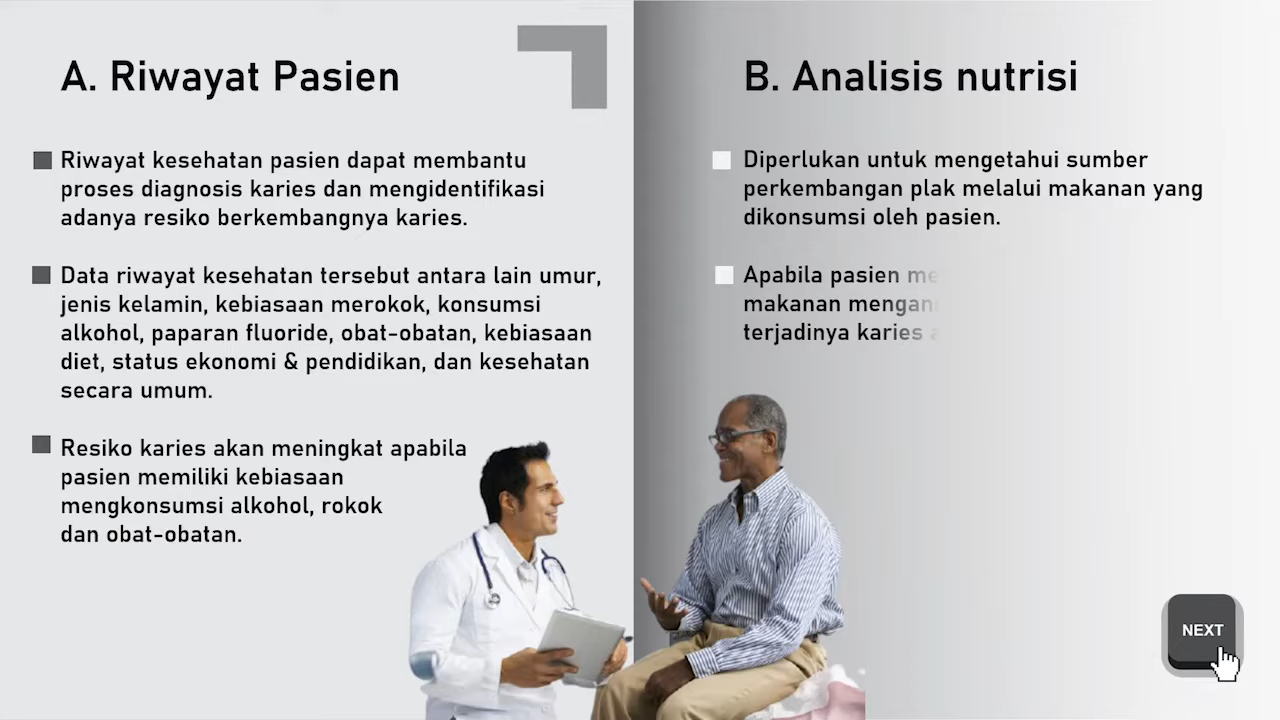 A. Riwayat Pasien
Riwayat kesehatan pasien dapat membantu
proses diagnosis karies dan mengidentifikasi
adanya resiko berkembangnya karies.
Data riwayat kesehatan tersebut antara lain umur,
jenis kelamin, kebiasaan merokok, konsumsi
alkohol, paparan fluoride, obat-obatan, kebiasaan
diet, status ekonomi & pendidikan, dan kesehatan
secara umum.
Resiko karies akan meningkat apabila
pasien memiliki kebiasaan
mengkonsumsi alkohol, rokok
dan obat-obatan.
B. Analisis nutrisi
Diperlukan untuk mengetahui sumber
perkembangan plak melalui makanan yang
dikonsumsi oleh pasien.
Apabila pasien
makanan
terjadinya karies
NEXT